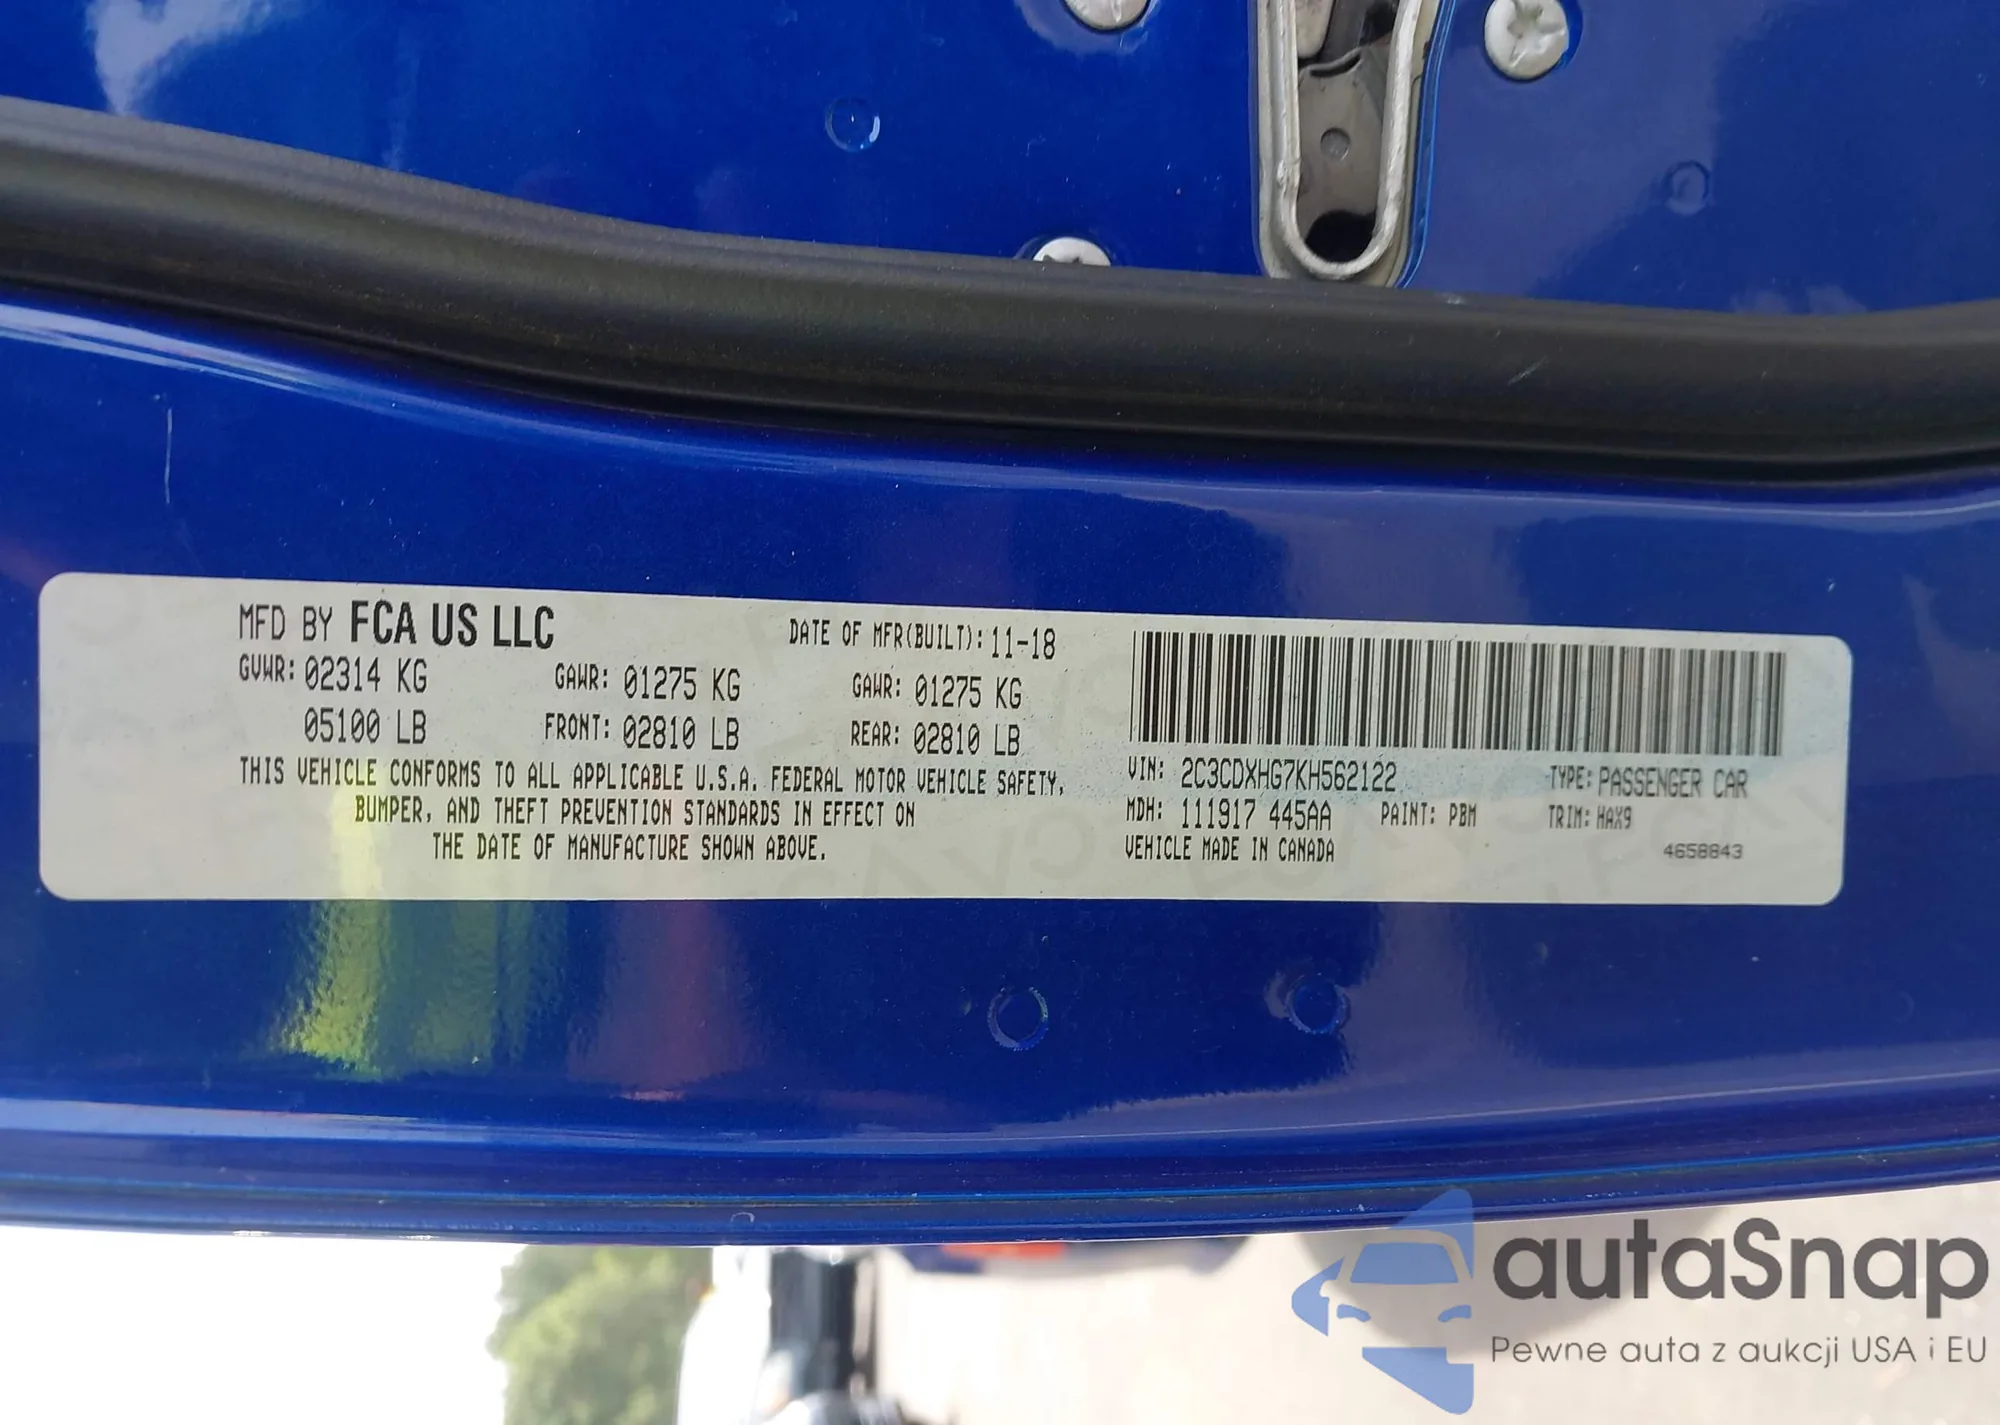 MFD BY FCA US LLC
DATE OF MFR(BUILT): 11-18
GVWR: 02314 KG
GAWR: 01275 KG
GAWR: 01275 KG
05100 LB
FRONT: 02810 LB
REAR: 02810 LB
THIS VEHICLE CONFORMS TO ALL APPLICABLE U.S.A. FEDERAL MOTOR VEHICLE SAFETY,
BUMPER, AND THEFT PREVENTION STANDARDS IN EFFECT ON
THE DATE OF MANUFACTURE SHOWN ABOVE.
VIN: 2C3CDXHG7KH562122
TYPE: PASSENGER CAR
MDH: 111917 445AA
PAINT: PBM
TRIM: HAX9
VEHICLE MADE IN CANADA
4658843
autaSnap
Pewne auta z aukcji USA i EU